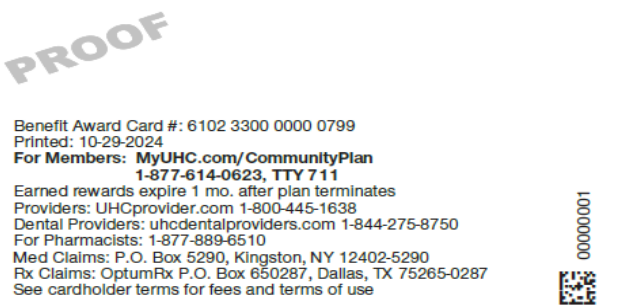 PROOF
Benefit Award Card #: 6102 3300 0000 0799
Printed: 10-29-2024
For Members: MyUHC.com/CommunityPlan
1-877-614-0623, TTY 711
Earned rewards expire 1 mo. after plan terminates
Providers: UHCprovider.com 1-800-445-1638
Dental Providers: uhcdentalproviders.com 1-844-275-8750
For Pharmacists: 1-877-889-6510
Med Claims: P.O. Box 5290, Kingston, NY 12402-5290
Rx Claims: OptumRx P.O. Box 650287, Dallas, TX 75265-0287
See cardholder terms for fees and terms of use
00000001